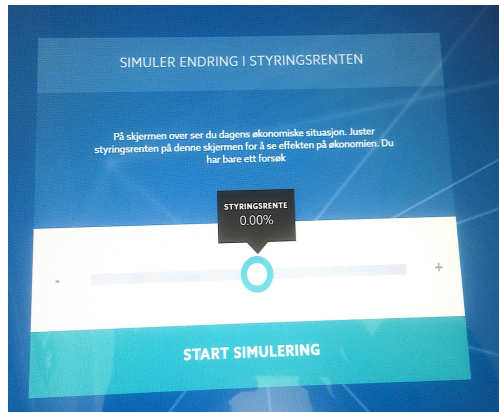 SIMULER ENDRING I STYRINGSRENTEN
På skjermen over ser du dagens økonomiske situasjon. Juster
styringsrenten på denne skjermen for å se effekten på økonomien. Du
har bare ett forsøk
STYRINGSRENTE
0.00%
- +
START SIMULERING